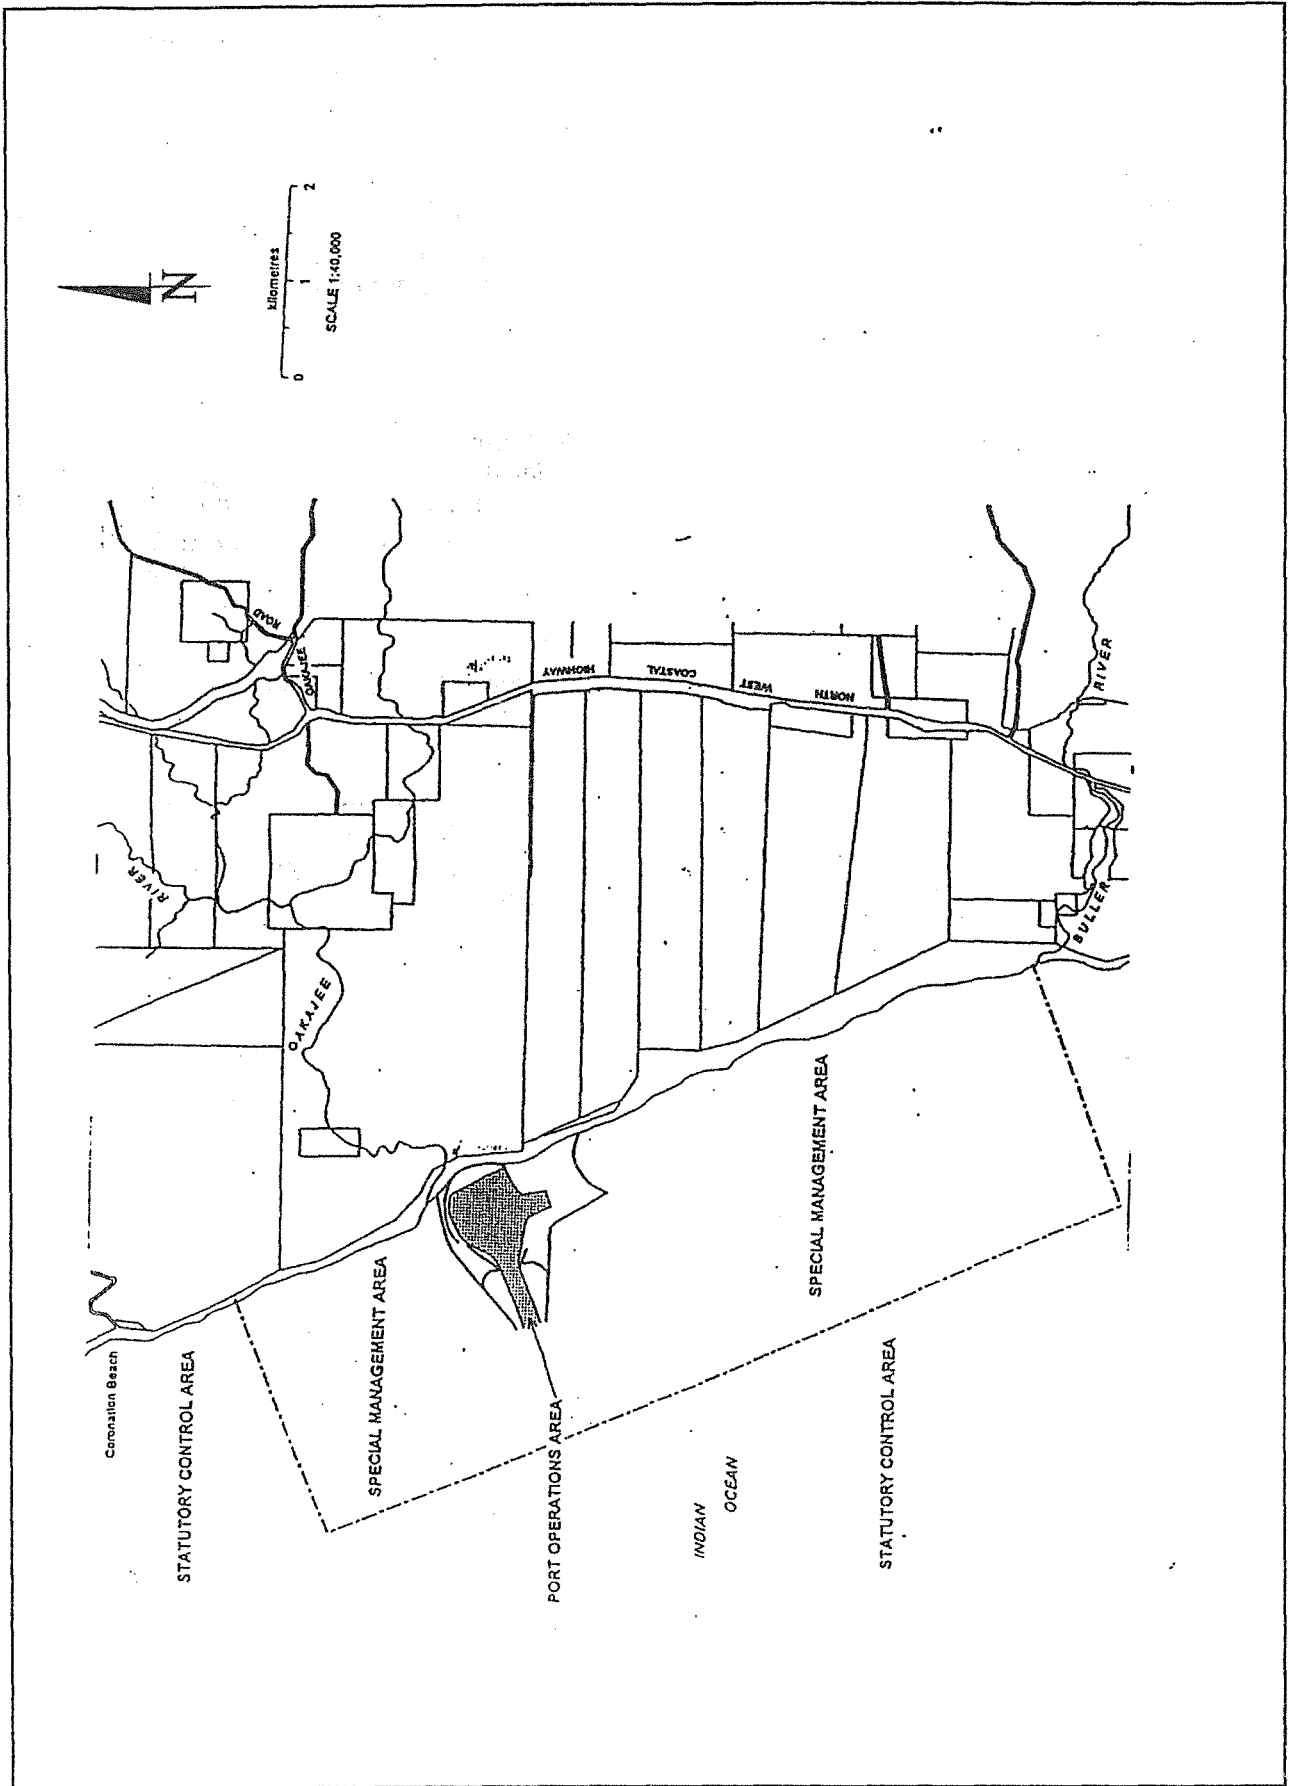 N
kilometres
0 1 2
SCALE 1:40,000
ROAD
OAKAJEE
RIVER
OAKAJEE
HIGHWAY
COASTAL
WEST
NORTH
RIVER
BULLER
Coronation Beach
STATUTORY CONTROL AREA
SPECIAL MANAGEMENT AREA
PORT OPERATIONS AREA
SPECIAL MANAGEMENT AREA
INDIAN
OCEAN
STATUTORY CONTROL AREA